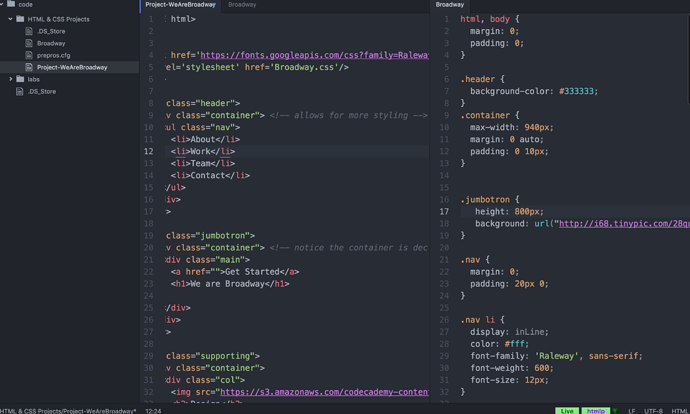 code
HTML & CSS Projects
.DS_Store
Broadway
prepros.cfg
Project-WeAreBroadway
labs
.DS_Store
Project-WeAreBroadway
Broadway
1 html>
2
3
4 href='https://fonts.googleapis.com/css?family=Raleway
5 rel='stylesheet' href='Broadway.css'/>
6
7
8 class="header">
9 class="container"> <!-- allows for more styling -->
10 ul class="nav">
11 <li>About</li>
12 <li>Work</li>
13 <li>Team</li>
14 <li>Contact</li>
15 /ul>
16 div>
17 >
18
19 class="jumbotron">
20 class="container"> <!-- notice the container is dec
21 div class="main">
22 <a href="">Get Started</a>
23 <h1>We are Broadway</h1>
24
25 /div>
26 div>
27 >
28
29 class="supporting">
30 class="container">
31 div class="col">
32 <img src="https://s3.amazonaws.com/codecademy-content
33 <h2>Design</h2>
Broadway
1 html, body {
2 margin: 0;
3 padding: 0;
4 }
5
6 .header {
7 background-color: #333333;
8 }
9 .container {
10 max-width: 940px;
11 margin: 0 auto;
12 padding: 0 10px;
13 }
14
15
16 .jumbotron {
17 height: 800px;
18 background: url("http://i68.tinypic.com/28qu
19 }
20
21 .nav {
22 margin: 0;
23 padding: 20px 0;
24 }
25
26 .nav li {
27 display: inLine;
28 color: #fff;
29 font-family: 'Raleway', sans-serif;
30 font-weight: 600;
31 font-size: 12px;
32 }
HTML & CSS Projects/Project-WeAreBroadway* 12:24 Live htmlp LF UTF-8 HTML